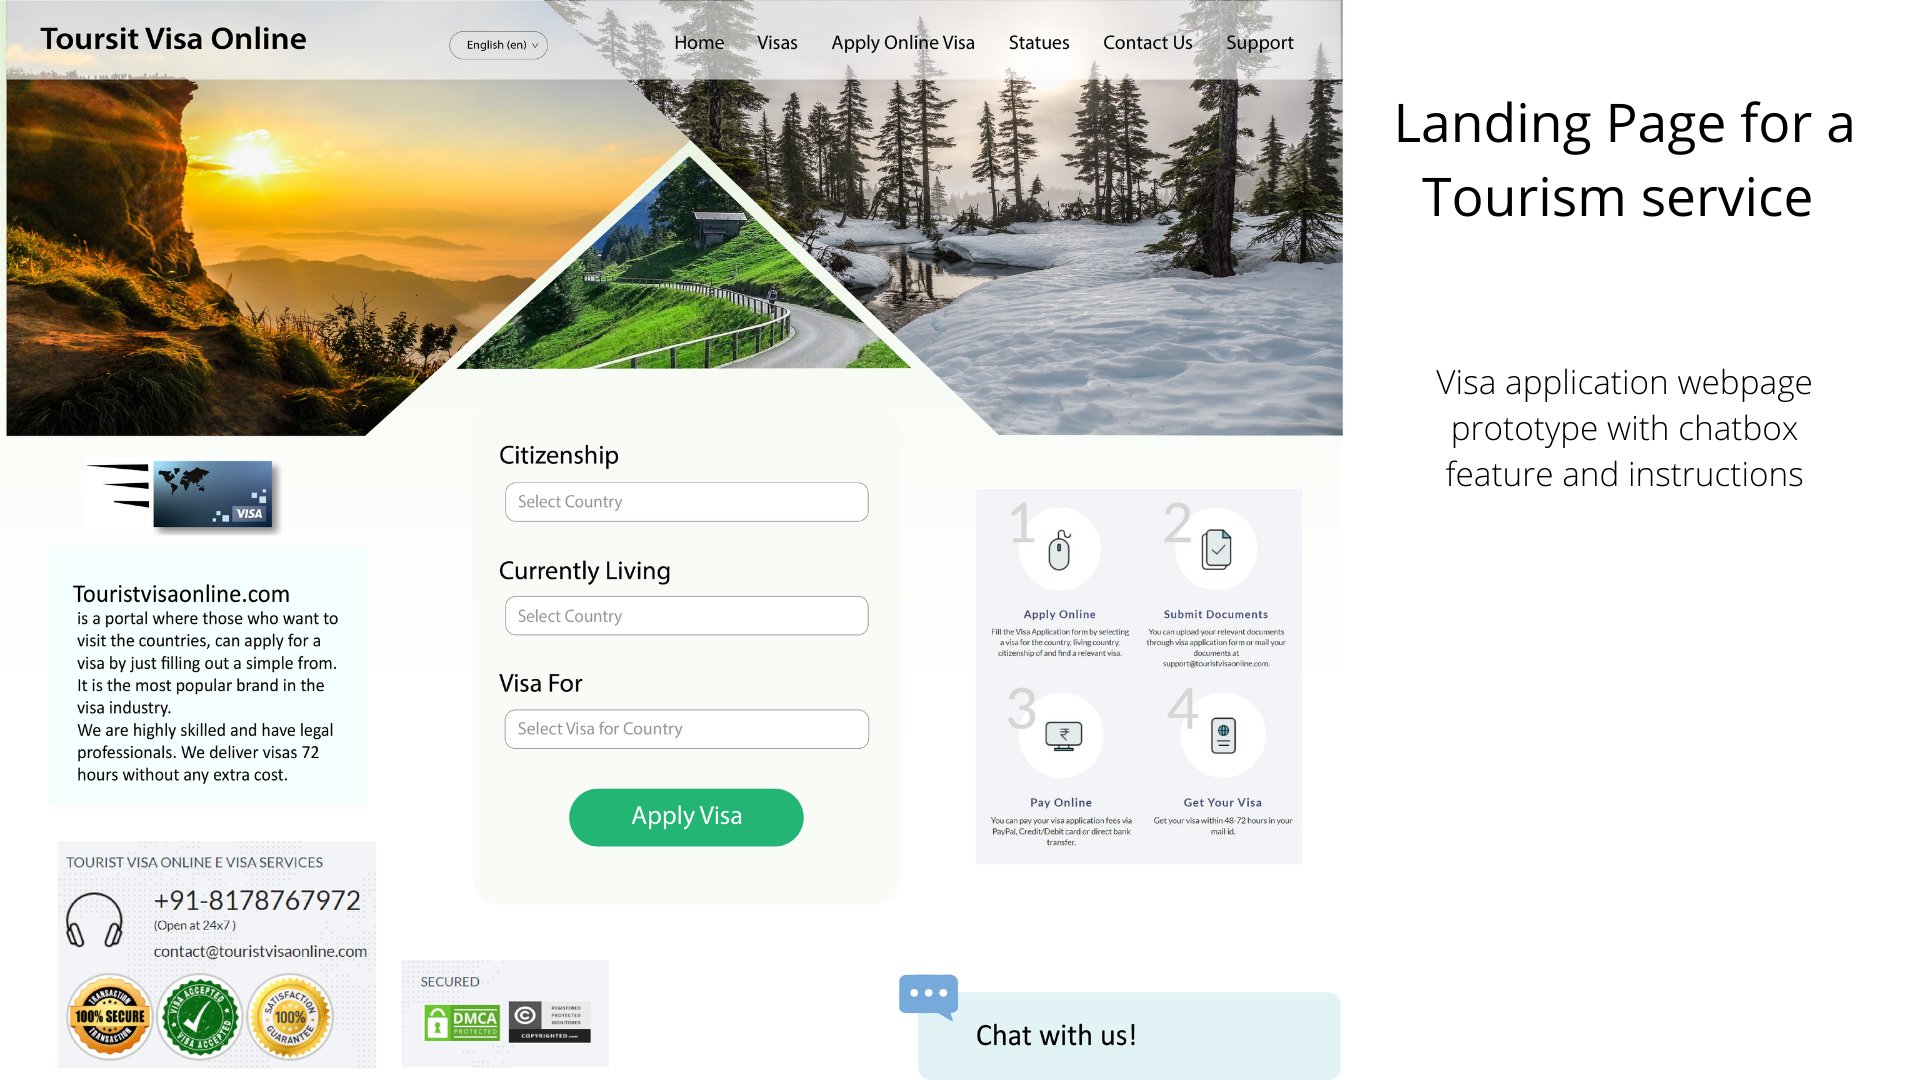 Toursit Visa Online
English (en)
Home Visas Apply Online Visa Statues Contact Us Support
Landing Page for a
Tourism service
Visa application webpage
prototype with chatbox
feature and instructions
VISA
Touristvisaonline.com
is a portal where those who want to
visit the countries, can apply for a
visa by just filling out a simple from.
It is the most popular brand in the
visa industry.
We are highly skilled and have legal
professionals. We deliver visas 72
hours without any extra cost.
Citizenship
Select Country
Currently Living
Select Country
Visa For
Select Visa for Country
Apply Visa
1
Apply Online
Fill the Visa Application form by selecting
a visa for the country, living country,
citizenship of and find a relevant visa.
2
Submit Documents
You can upload your relevant documents
through visa application form or mail your
documents at
support@touristvisaonline.com.
3
₹
Pay Online
You can pay your visa application fees via
PayPal, Credit/Debit card or direct bank
transfer.
4
Get Your Visa
Get your visa within 48-72 hours in your
mail id.
TOURIST VISA ONLINE E VISA SERVICES
+91-8178767972
(Open at 24x7 )
contact@touristvisaonline.com
TRANSACTION
100% SECURE
TRANSACTION
VISA ACCEPTED
VISA ACCEPTED
SATISFACTION
100%
GUARANTEE
SECURED
DMCA
PROTECTED
©
REGISTERED
PROTECTED
MONITORED
COPYRIGHTED.com
Chat with us!